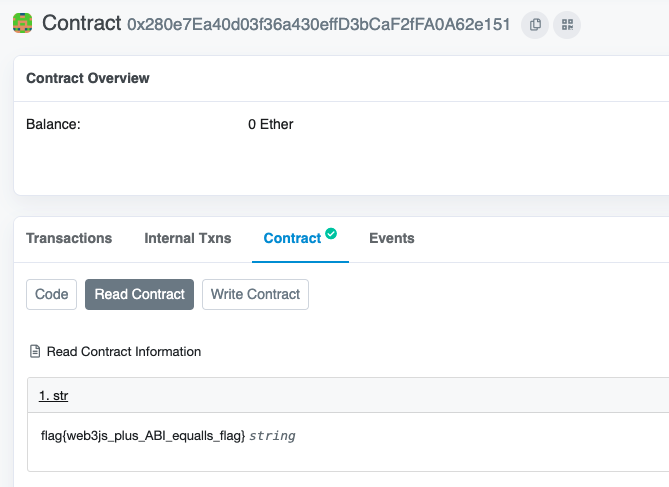 Contract 0x280e7Ea40d03f36a430effD3bCaF2fFA0A62e151
Contract Overview
Balance: 0 Ether
Transactions Internal Txns Contract Events
Code Read Contract Write Contract
Read Contract Information
1. str
flag{web3js_plus_ABI_equalls_flag} string